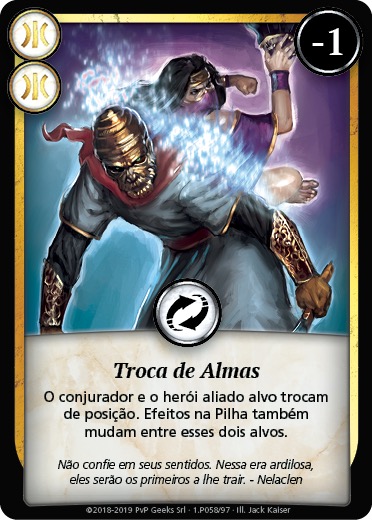 -1
Troca de Almas
O conjurador e o herói aliado alvo trocam
de posição. Efeitos na Pilha também
mudam entre esses dois alvos.
Não confie em seus sentidos. Nessa era ardilosa,
eles serão os primeiros a lhe trair. - Nelaclen
©2018-2019 PvP Geeks Srl · 1.P058/97 · Ill. Jack Kaiser